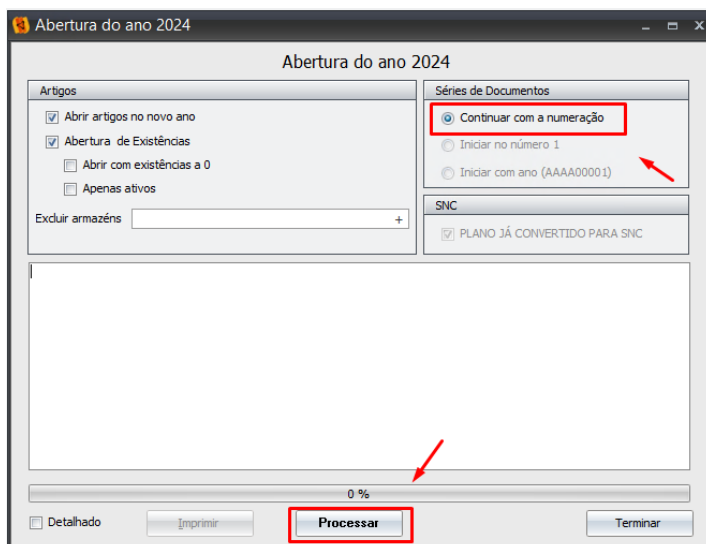 Abertura do ano 2024
Abertura do ano 2024
Artigos
Abrir artigos no novo ano
Abertura de Existências
Abrir com existências a 0
Apenas ativos
Excluir armazéns +
Séries de Documentos
Continuar com a numeração
Iniciar no número 1
Iniciar com ano (AAAA00001)
SNC
PLANO JÁ CONVERTIDO PARA SNC
0 %
Detalhado Imprimir Processar Terminar